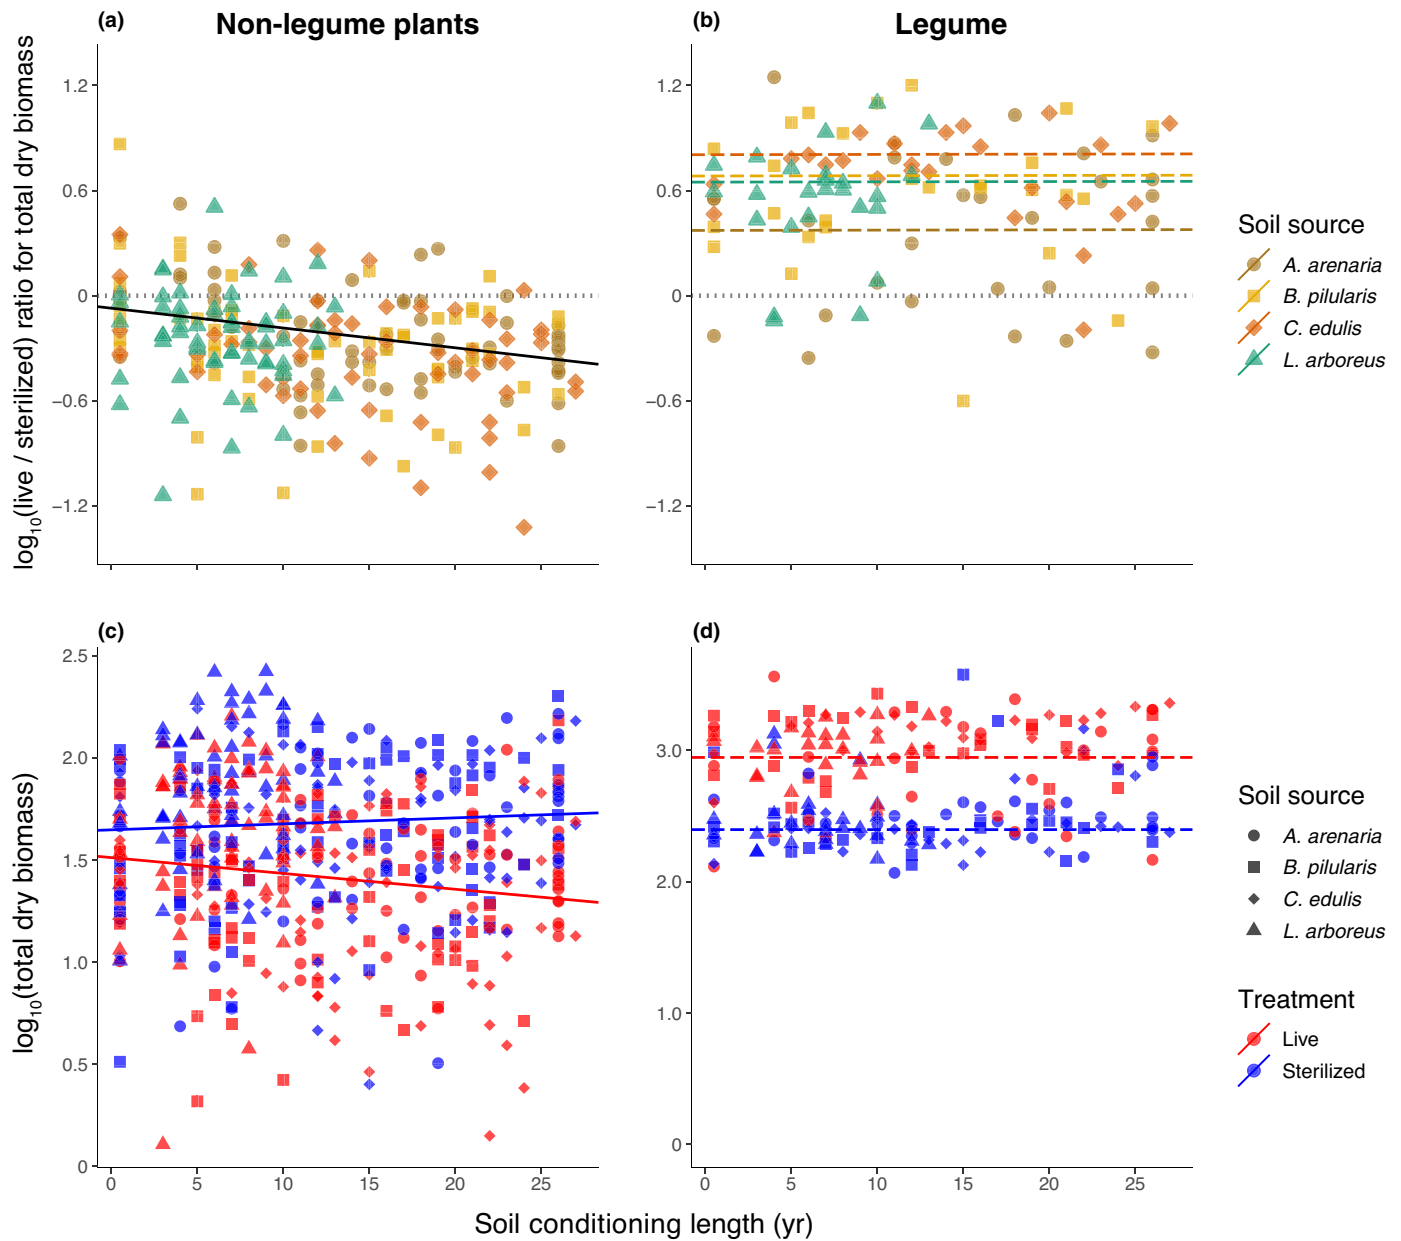 (a) Non-legume plants
(b) Legume
log10(live / sterilized) ratio for total dry biomass
1.2
0.6
0
−0.6
−1.2
1.2
0.6
0
−0.6
−1.2
Soil source
A. arenaria
B. pilularis
C. edulis
L. arboreus
(c)
(d)
log10(total dry biomass)
2.5
2.0
1.5
1.0
0.5
0
0 5 10 15 20 25
3.0
2.0
1.0
0
0 5 10 15 20 25
Soil conditioning length (yr)
Soil source
A. arenaria
B. pilularis
C. edulis
L. arboreus
Treatment
Live
Sterilized